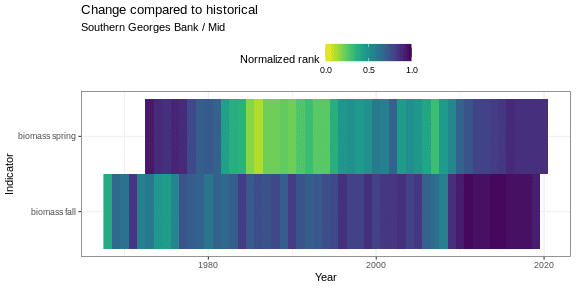 Change compared to historical
Southern Georges Bank / Mid
Normalized rank
0.0 0.5 1.0
Indicator
biomass spring
biomass fall
1980 2000 2020
Year